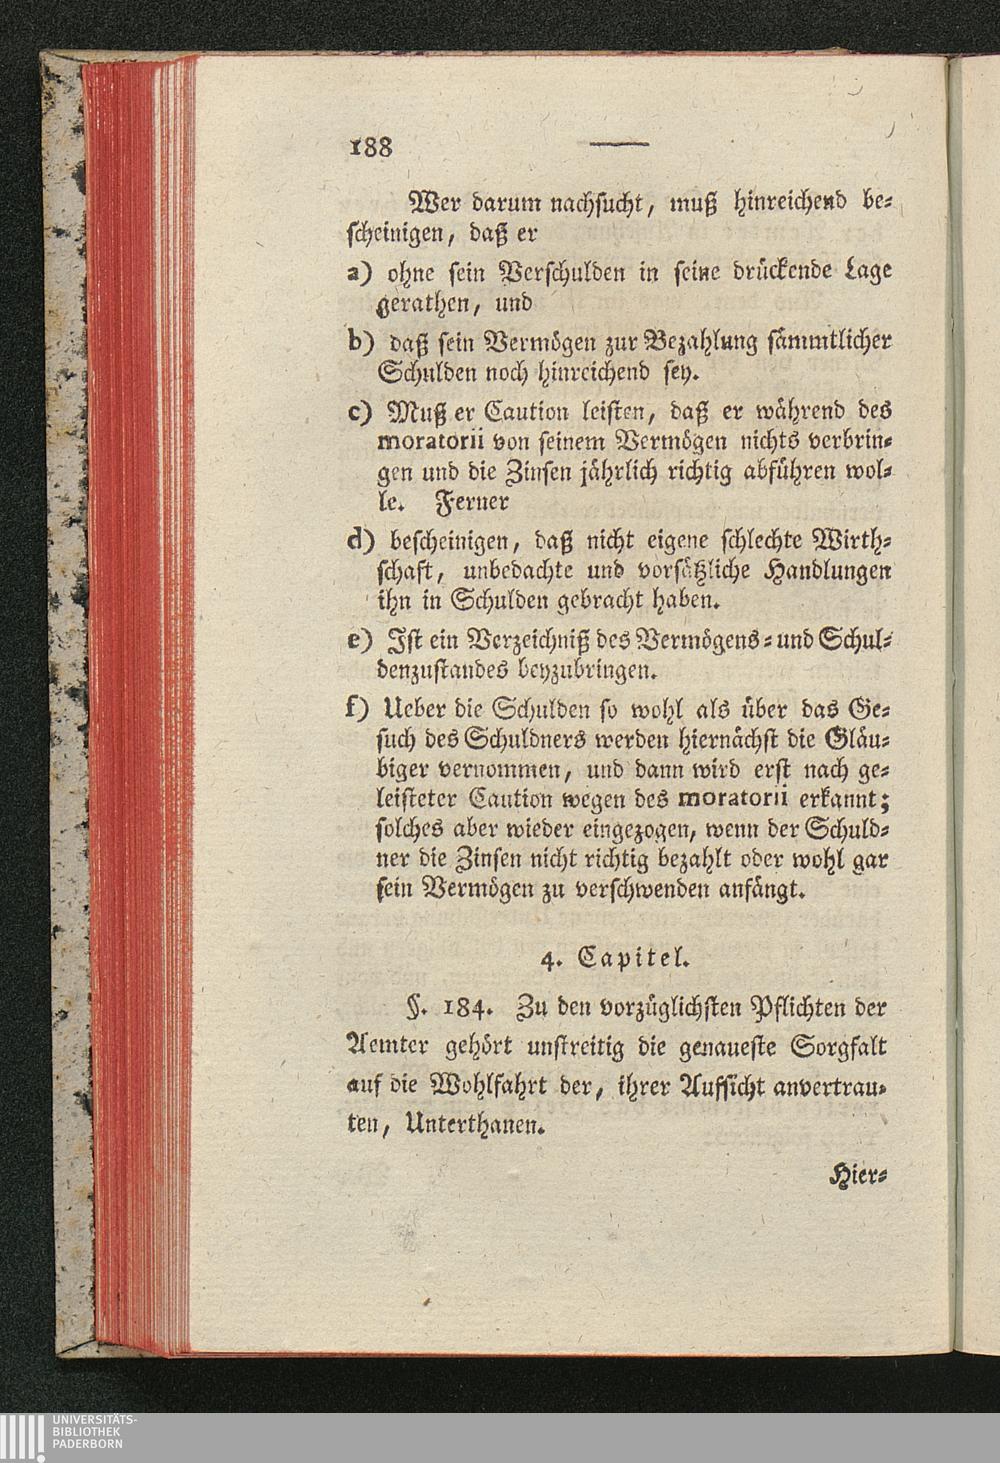 188
Wer darum nachsucht, muß hinreichend be⸗
scheinigen, daß er
a) ohne sein Verschulden in seine drückende Lage
gerathen, und
b) daß sein Vermögen zur Bezahlung sämmtlicher
Schulden noch hinreichend sey.
c) Muß er Caution leisten, daß er während des
moratorii von seinem Vermögen nichts verbrin⸗
gen und die Zinsen jährlich richtig abführen wol⸗
le. Ferner
d) bescheinigen, daß nicht eigene schlechte Wirth⸗
schaft, unbedachte und vorsätzliche Handlungen
ihn in Schulden gebracht haben.
e) Ist ein Verzeichniß des Vermögens⸗ und Schul⸗
denzustandes beyzubringen.
f) Ueber die Schulden so wohl als über das Ge⸗
such des Schuldners werden hiernächst die Gläu⸗
biger vernommen, und dann wird erst nach ge⸗
leisteter Caution wegen des moratorii erkannt;
solches aber wieder eingezogen, wenn der Schuld⸗
ner die Zinsen nicht richtig bezahlt oder wohl gar
sein Vermögen zu verschwenden anfängt.
4. Capitel.
§. 184. Zu den vorzüglichsten Pflichten der
Aemter gehört unstreitig die genaueste Sorgfalt
auf die Wohlfahrt der, ihrer Aufsicht anvertrau⸗
ten, Unterthanen.
Hier⸗
UNIVERSITÄTS-
BIBLIOTHEK
PADERBORN